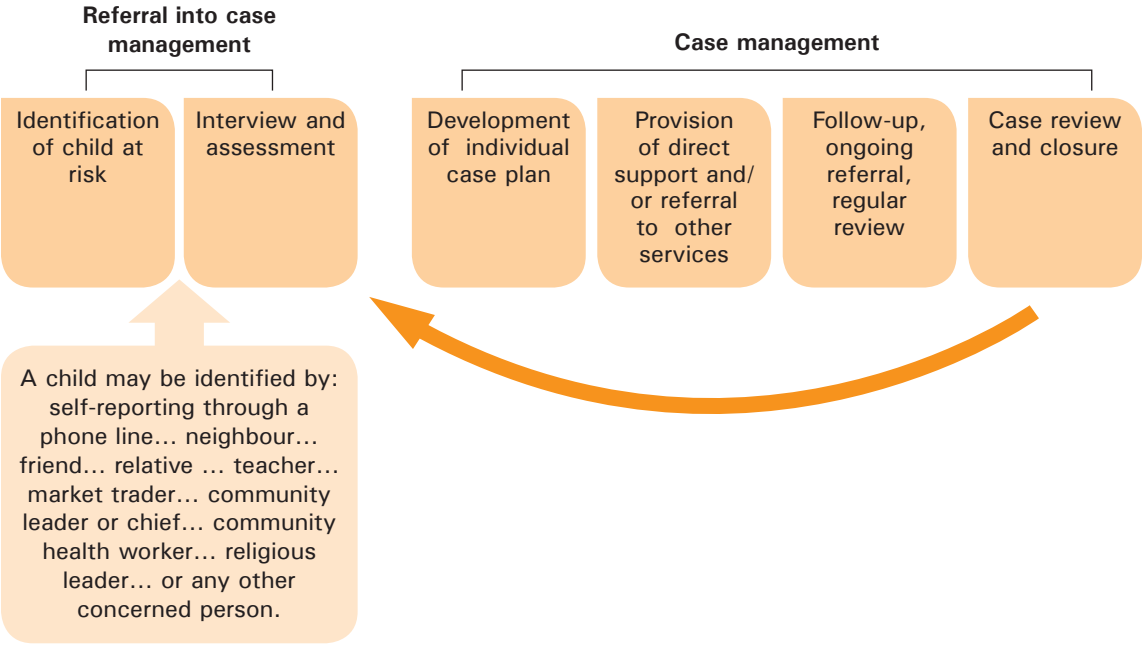 Referral into case
management
Case management
Identification
of child at
risk
Interview and
assessment
Development
of individual
case plan
Provision
of direct
support and/
or referral
to other
services
Follow-up,
ongoing
referral,
regular
review
Case review
and closure
A child may be identified by:
self-reporting through a
phone line… neighbour…
friend… relative … teacher…
market trader… community
leader or chief… community
health worker… religious
leader… or any other
concerned person.